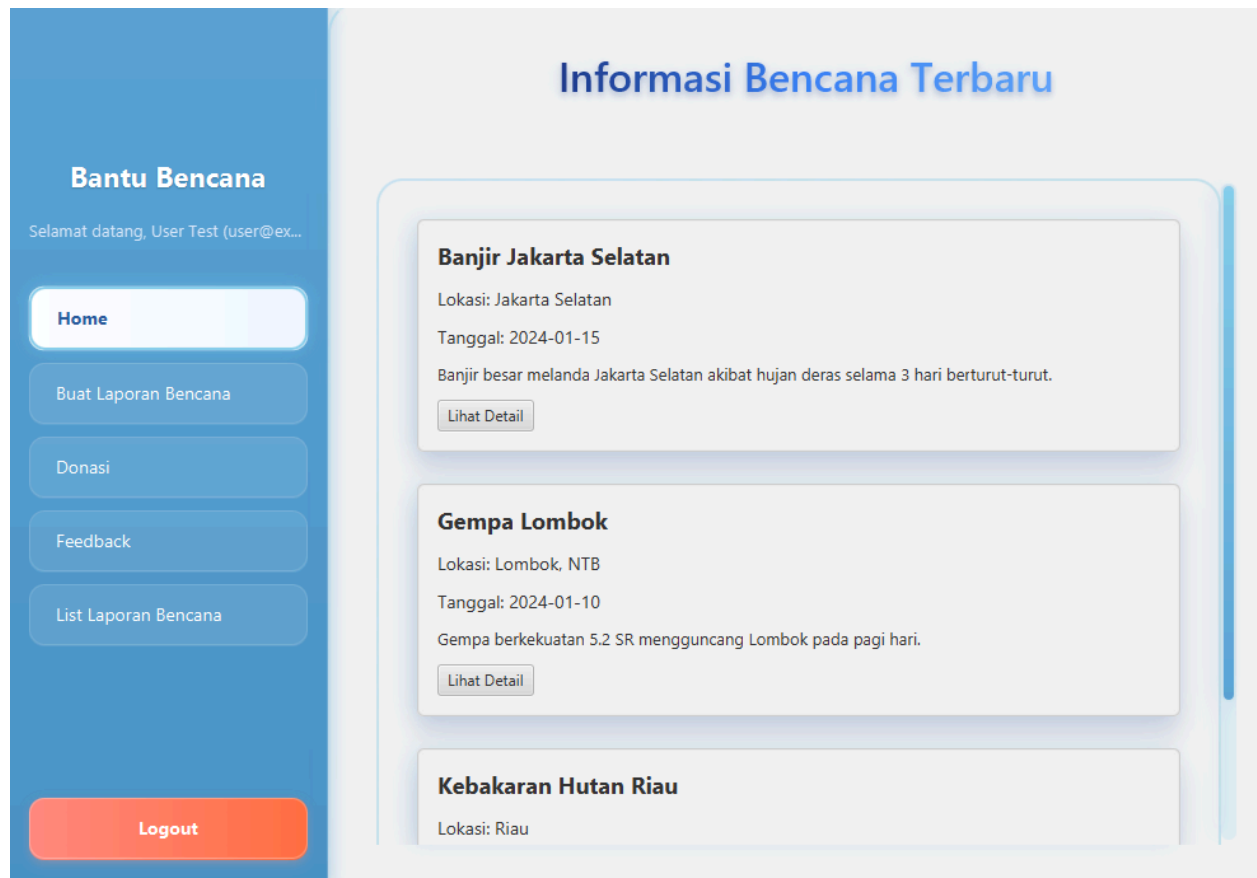 Informasi Bencana Terbaru
Bantu Bencana
Selamat datang, User Test (user@ex...
Home
Buat Laporan Bencana
Donasi
Feedback
List Laporan Bencana
Logout
Banjir Jakarta Selatan
Lokasi: Jakarta Selatan
Tanggal: 2024-01-15
Banjir besar melanda Jakarta Selatan akibat hujan deras selama 3 hari berturut-turut.
Lihat Detail
Gempa Lombok
Lokasi: Lombok, NTB
Tanggal: 2024-01-10
Gempa berkekuatan 5.2 SR mengguncang Lombok pada pagi hari.
Lihat Detail
Kebakaran Hutan Riau
Lokasi: Riau